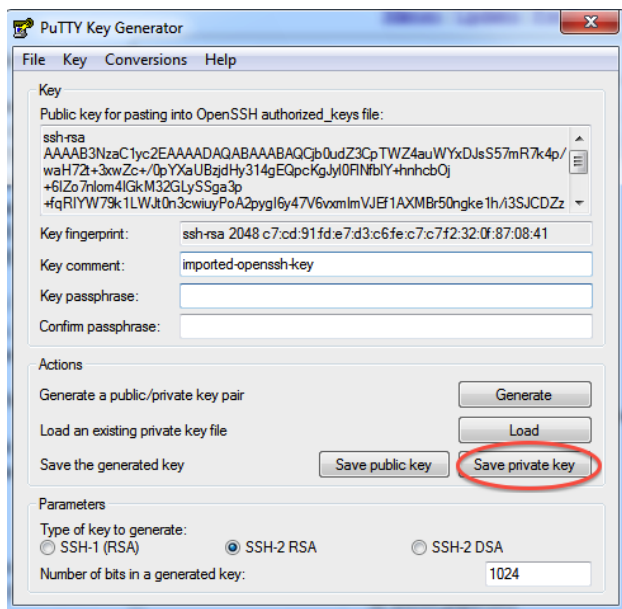 PuTTY Key Generator
X
File Key Conversions Help
Key
Public key for pasting into OpenSSH authorized_keys file:
ssh-rsa
AAAAB3NzaC1yc2EAAAADAQABAAABAQCjb0udZ3CpTWZ4auWYxDJsS57mR7k4p/
waH72t+3xwZc+/0pYXaUBzjdHy314gEQpcKgJyl0FlNfblY+hnhcbOj
+6lZo7nlom4lGkM32GLySSga3p
+fqRlYW79k1LWJt0n3cwiuyPoA2pygl6y47V6vxmlmVJEf1AXMBr50ngke1h/i3SJCDZz
Key fingerprint: ssh-rsa 2048 c7:cd:91:fd:e7:d3:c6:fe:c7:c7:f2:32:0f:87:08:41
Key comment: imported-openssh-key
Key passphrase:
Confirm passphrase:
Actions
Generate a public/private key pair Generate
Load an existing private key file Load
Save the generated key Save public key Save private key
Parameters
Type of key to generate:
SSH-1 (RSA) SSH-2 RSA SSH-2 DSA
Number of bits in a generated key: 1024